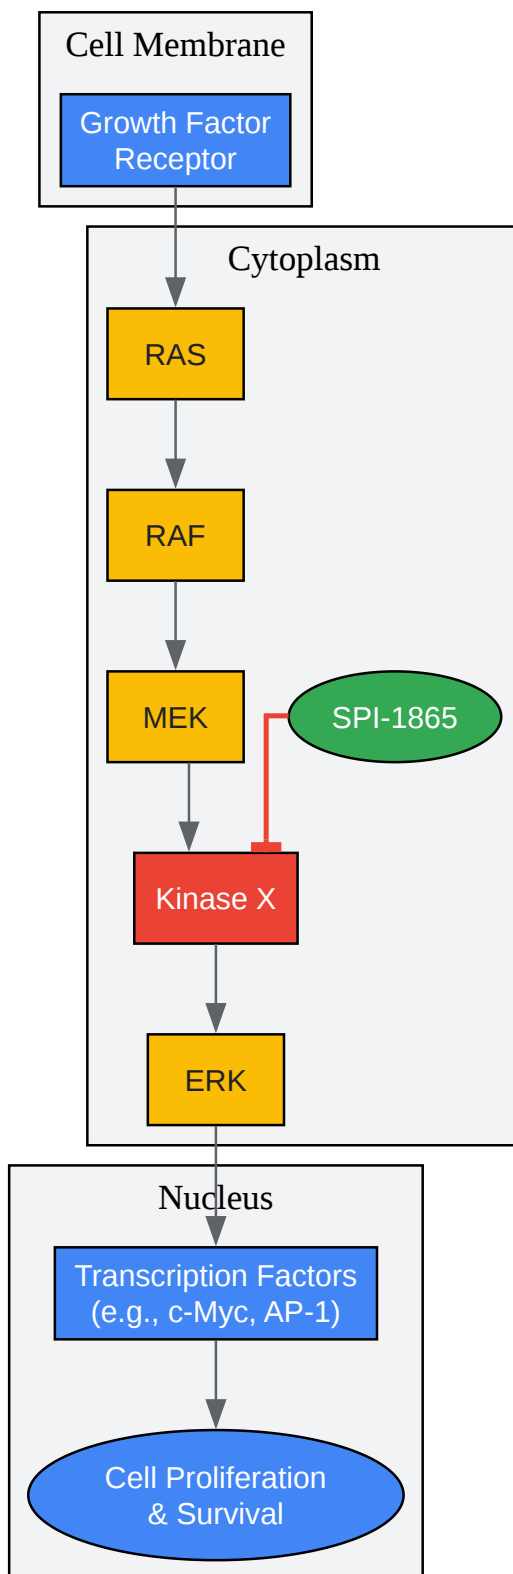 Cell Membrane
Growth Factor
Receptor
Cytoplasm
RAS
RAF
MEK
SPI-1865
Kinase X
ERK
Nucleus
Transcription Factors
(e.g., c-Myc, AP-1)
Cell Proliferation
& Survival